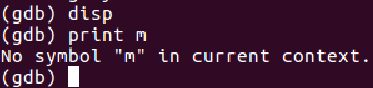 (gdb) disp
(gdb) print m
No symbol "m" in current context.
(gdb)